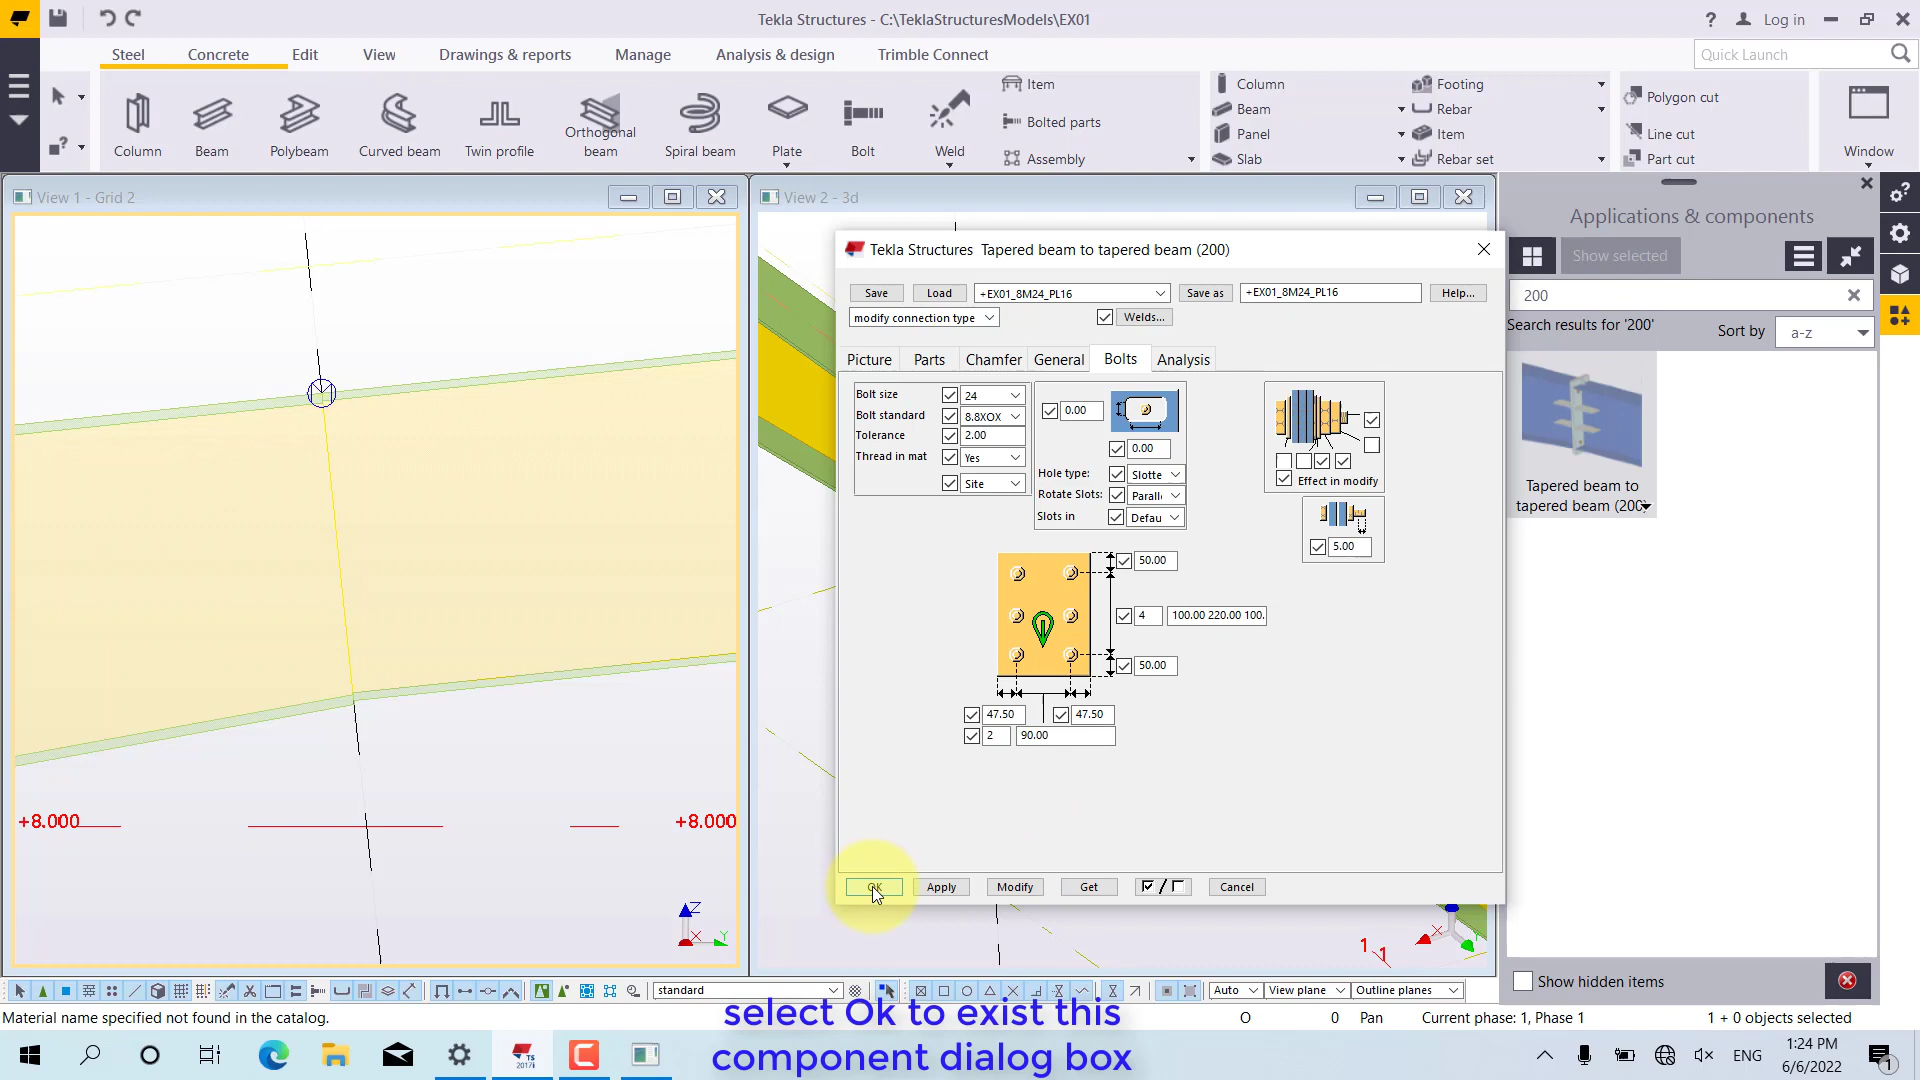 Tekla Structures - C:\TeklaStructuresModels\EX01
? Log in
Steel Concrete Edit View Drawings & reports Manage Analysis & design Trimble Connect
Quick Launch
Column
Beam
Polybeam
Curved beam
Twin profile
Orthogonal
beam
Spiral beam
Plate
Bolt
Weld
Item
Bolted parts
Assembly
Column
Beam
Panel
Slab
Footing
Rebar
Item
Rebar set
Polygon cut
Line cut
Part cut
Window
View 1 - Grid 2
+8.000
+8.000
Z
X
Y
View 2 - 3d
1
1
X
Y
Tekla Structures Tapered beam to tapered beam (200)
Save Load +EX01_8M24_PL16 Save as +EX01_8M24_PL16 Help...
modify connection type Welds...
Picture Parts Chamfer General Bolts Analysis
Bolt size 24
Bolt standard 8.8XOX
Tolerance 2.00
Thread in mat Yes
Site
0.00
0.00
Hole type: Slotte
Rotate Slots: Paralle
Slots in Defau
Effect in modify
5.00
50.00
4 100.00 220.00 100.
50.00
47.50 47.50
2 90.00
OK Apply Modify Get / Cancel
Applications & components
Show selected
200
Search results for '200' Sort by a-z
Tapered beam to
tapered beam (200)
Show hidden items
standard
Auto View plane Outline planes
Material name specified not found in the catalog.
O 0 Pan Current phase: 1, Phase 1 1 + 0 objects selected
select Ok to exist this
component dialog box
TS
2017i
ENG
1:24 PM
6/6/2022
1